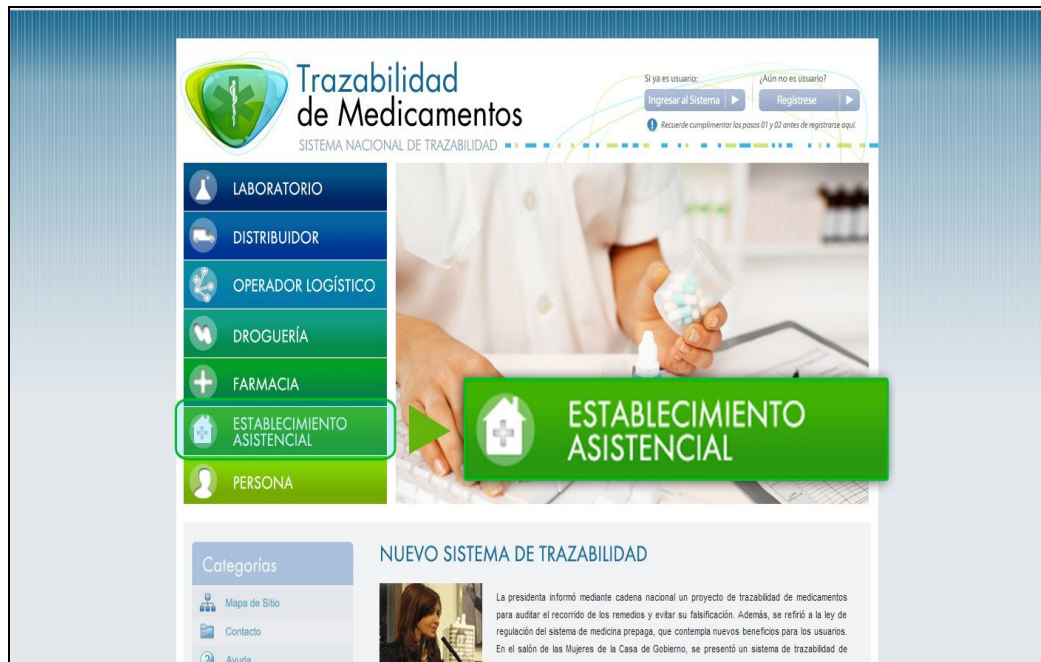 Trazabilidad
de Medicamentos
SISTEMA NACIONAL DE TRAZABILIDAD
Si ya es usuario:
Ingresar al Sistema
¿Aún no es usuario?
Regístrese
Recuerde cumplimentar los pasos 01 y 02 antes de registrarse aquí.
LABORATORIO
DISTRIBUIDOR
OPERADOR LOGÍSTICO
DROGUERÍA
FARMACIA
ESTABLECIMIENTO
ASISTENCIAL
PERSONA
ESTABLECIMIENTO
ASISTENCIAL
Categorías
Mapa de Sitio
Contacto
Ayuda
NUEVO SISTEMA DE TRAZABILIDAD
La presidenta informó mediante cadena nacional un proyecto de trazabilidad de medicamentos
para auditar el recorrido de los remedios y evitar su falsificación. Además, se refirió a la ley de
regulación del sistema de medicina prepaga, que contempla nuevos beneficios para los usuarios.
En el salón de las Mujeres de la Casa de Gobierno, se presentó un sistema de trazabilidad de